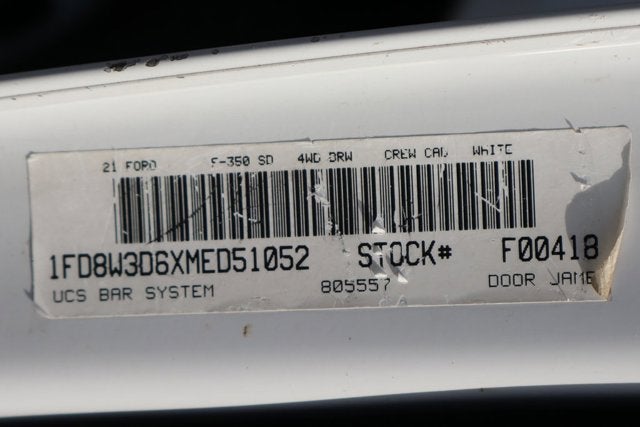 21 FORD F-350 SD 4WD DRW CREW CAB WHITE
1FD8W3D6XMED51052 STOCK# F00418
UCS BAR SYSTEM 805557 DOOR JAMB